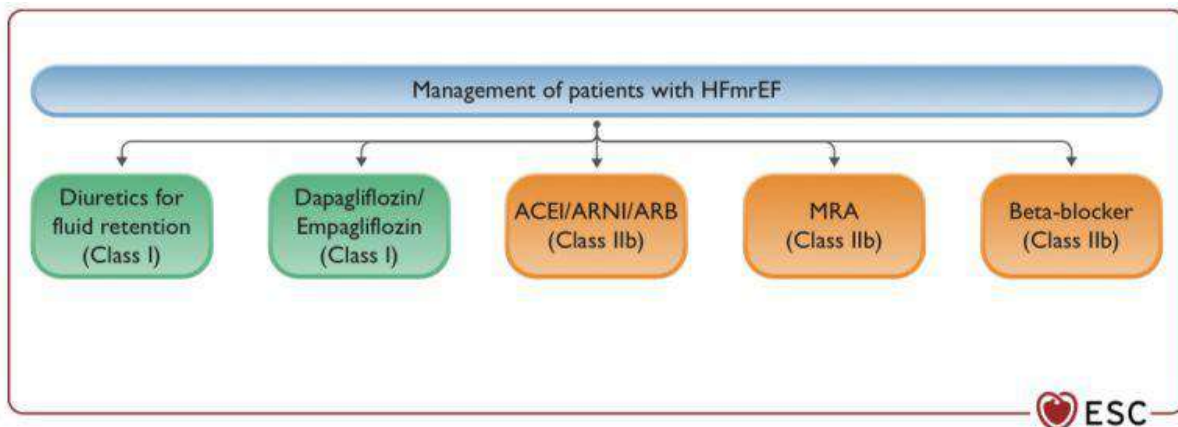 Management of patients with HFmrEF
Diuretics for
fluid retention
(Class I)
Dapagliflozin/
Empagliflozin
(Class I)
ACEI/ARNI/ARB
(Class IIb)
MRA
(Class IIb)
Beta-blocker
(Class IIb)
ESC